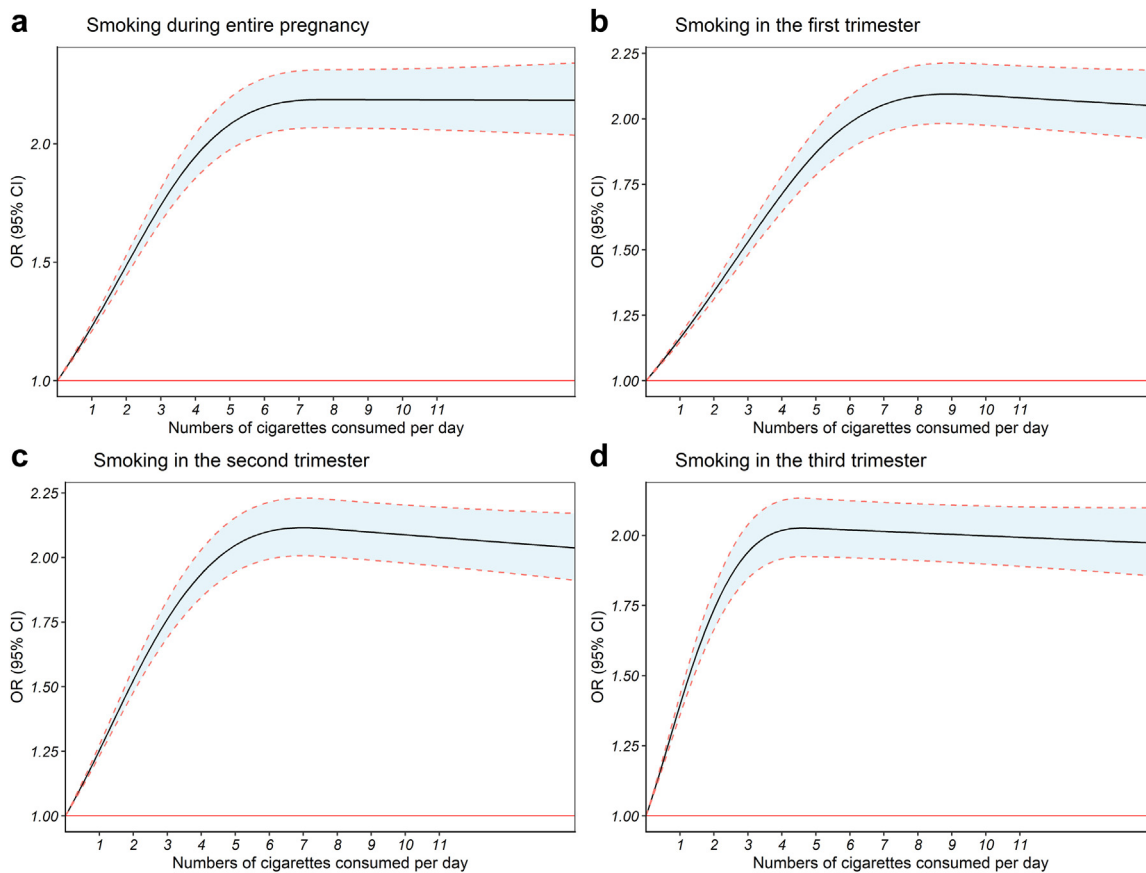 a Smoking during entire pregnancy
OR (95% CI)
2.0
1.5
1.0
1 2 3 4 5 6 7 8 9 10 11
Numbers of cigarettes consumed per day
b Smoking in the first trimester
OR (95% CI)
2.25
2.00
1.75
1.50
1.25
1.00
1 2 3 4 5 6 7 8 9 10 11
Numbers of cigarettes consumed per day
c Smoking in the second trimester
OR (95% CI)
2.25
2.00
1.75
1.50
1.25
1.00
1 2 3 4 5 6 7 8 9 10 11
Numbers of cigarettes consumed per day
d Smoking in the third trimester
OR (95% CI)
2.00
1.75
1.50
1.25
1.00
1 2 3 4 5 6 7 8 9 10 11
Numbers of cigarettes consumed per day